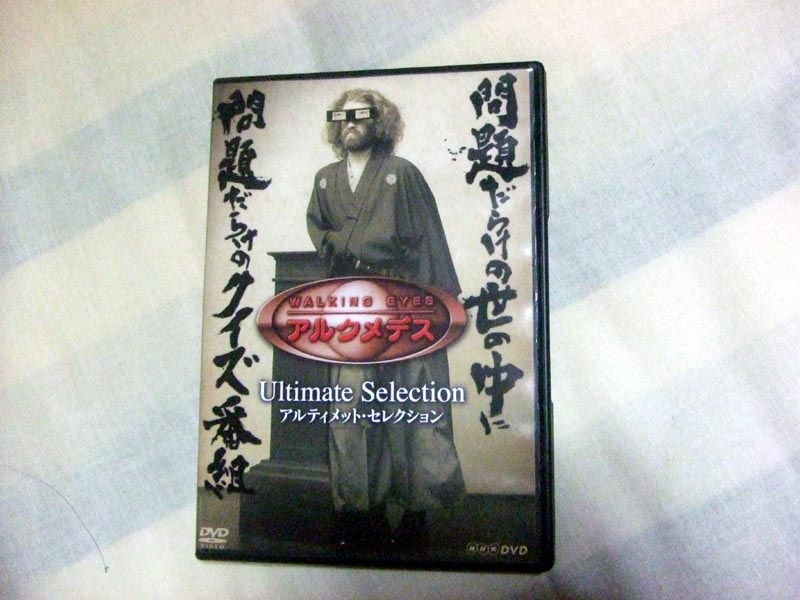 問題だらけの世の中に
問題だらけのクイズ番組
WALKING EYES
アルクメデス
Ultimate Selection
アルティメット・セレクション
DVD
VIDEO
NHK DVD